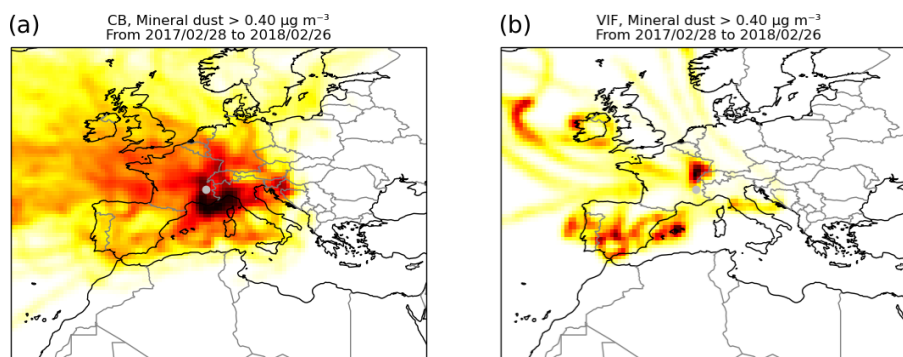 (a)
CB, Mineral dust > 0.40 µg m⁻³
From 2017/02/28 to 2018/02/26
(b)
VIF, Mineral dust > 0.40 µg m⁻³
From 2017/02/28 to 2018/02/26